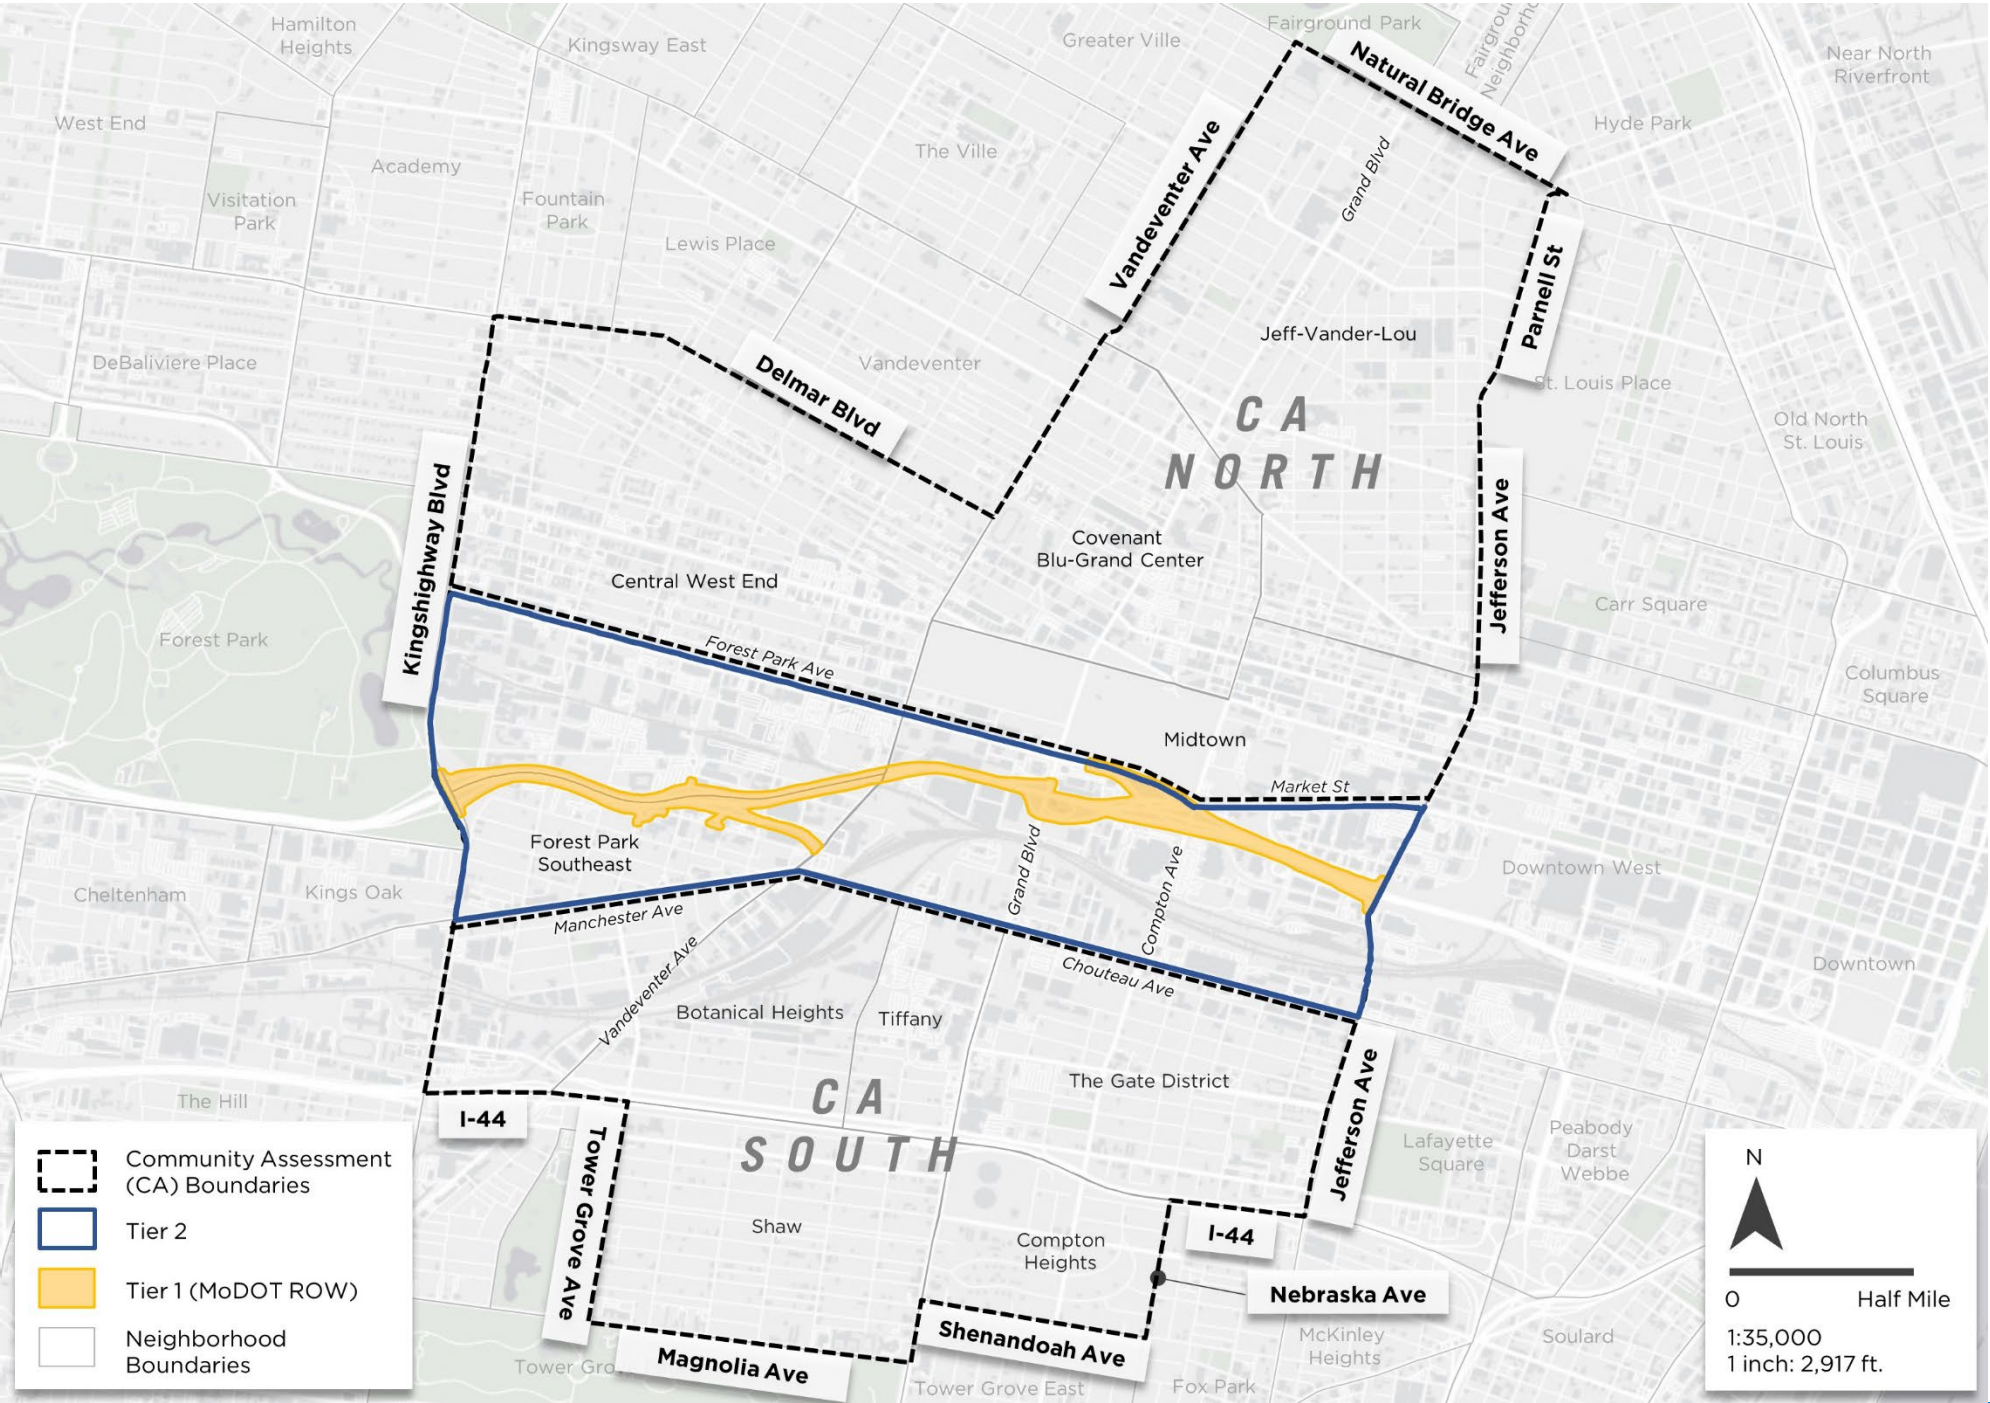 Hamilton
Heights
Kingsway East
Greater Ville
Fairground Park
Near North
Riverfront
Natural Bridge Ave
West End
Academy
The Ville
Hyde Park
Vandeventer Ave
Grand Blvd
Visitation
Park
Fountain
Park
Lewis Place
Parnell St
Jeff-Vander-Lou
DeBaliviere Place
Delmar Blvd
Vandeventer
St. Louis Place
CA
NORTH
Old North
St. Louis
Kingshighway Blvd
Jefferson Ave
Covenant
Blu-Grand Center
Central West End
Carr Square
Forest Park
Forest Park Ave
Columbus
Square
Midtown
Market St
Forest Park
Southeast
Grand Blvd
Compton Ave
Downtown West
Cheltenham
Kings Oak
Manchester Ave
Vandeventer Ave
Chouteau Ave
Downtown
Botanical Heights
Tiffany
The Gate District
The Hill
I-44
CA
SOUTH
Tower Grove Ave
Jefferson Ave
Lafayette
Square
Peabody
Darst
Webbe
Shaw
Compton
Heights
I-44
Nebraska Ave
Shenandoah Ave
Magnolia Ave
McKinley
Heights
Soulard
Tower Grove East
Fox Park
Community Assessment
(CA) Boundaries
Tier 2
Tier 1 (MoDOT ROW)
Neighborhood
Boundaries
N
0 Half Mile
1:35,000
1 inch: 2,917 ft.